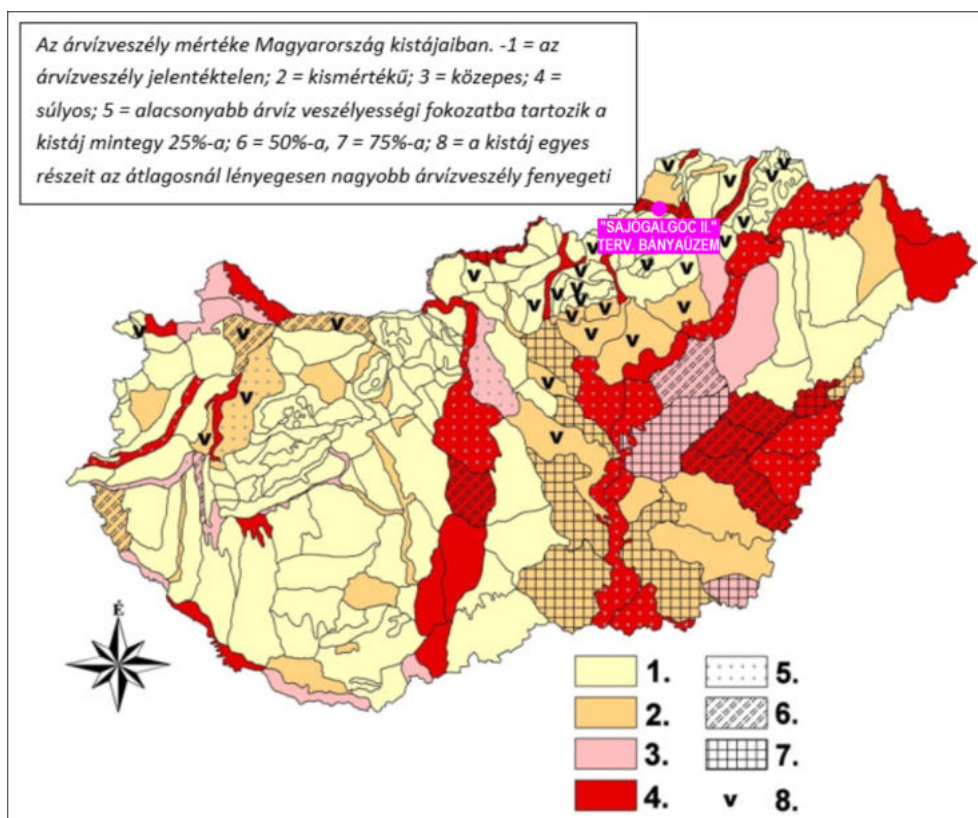 Az árvízveszély mértéke Magyarország kistájaiban. -1 = az
árvízveszély jelentéktelen; 2 = kismértékű; 3 = közepes; 4 =
súlyos; 5 = alacsonyabb árvíz veszélyességi fokozatba tartozik a
kistáj mintegy 25%-a; 6 = 50%-a, 7 = 75%-a; 8 = a kistáj egyes
részeit az átlagosnál lényegesen nagyobb árvízveszély fenyegeti
"SAJÓGALGÓC II."
TERV. BÁNYAÜZEM
É
1. 5.
2. 6.
3. 7.
4. v 8.